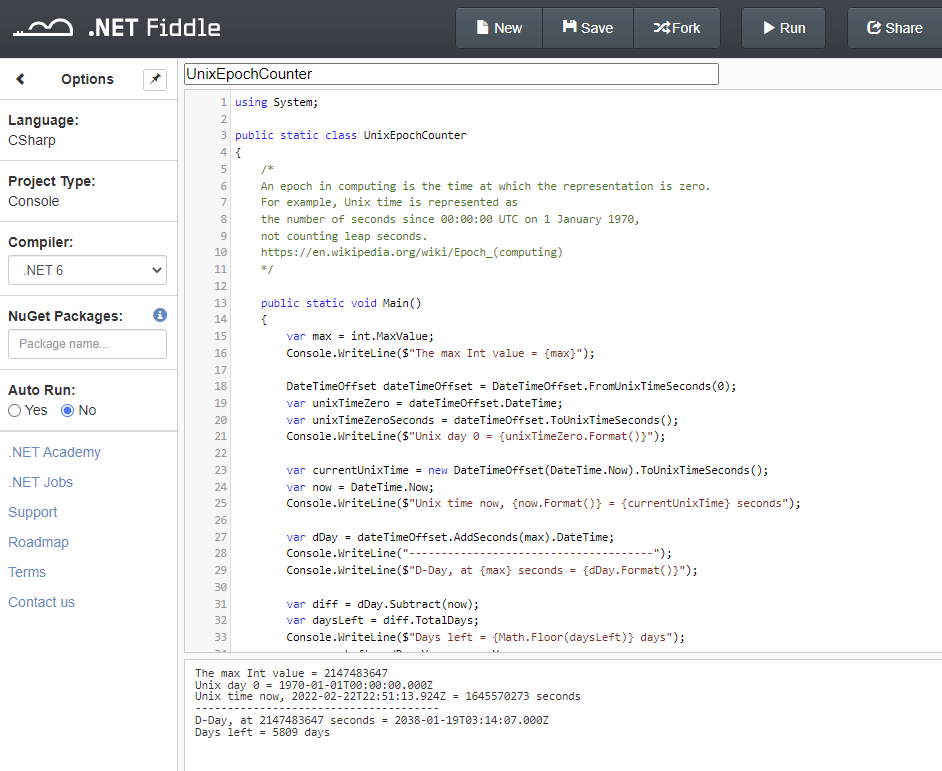 .NET Fiddle
New Save Fork Run Share
Options
Language:
CSharp
Project Type:
Console
Compiler:
.NET 6
NuGet Packages:
Package name...
Auto Run:
Yes No
.NET Academy
.NET Jobs
Support
Roadmap
Terms
Contact us
UnixEpochCounter
1 using System;
2
3 public static class UnixEpochCounter
4 {
5     /*
6     An epoch in computing is the time at which the representation is zero.
7     For example, Unix time is represented as
8     the number of seconds since 00:00:00 UTC on 1 January 1970,
9     not counting leap seconds.
10     https://en.wikipedia.org/wiki/Epoch_(computing)
11     */
12
13     public static void Main()
14     {
15         var max = int.MaxValue;
16         Console.WriteLine($"The max Int value = {max}");
17
18         DateTimeOffset dateTimeOffset = DateTimeOffset.FromUnixTimeSeconds(0);
19         var unixTimeZero = dateTimeOffset.DateTime;
20         var unixTimeZeroSeconds = dateTimeOffset.ToUnixTimeSeconds();
21         Console.WriteLine($"Unix day 0 = {unixTimeZero.Format()}");
22
23         var currentUnixTime = new DateTimeOffset(DateTime.Now).ToUnixTimeSeconds();
24         var now = DateTime.Now;
25         Console.WriteLine($"Unix time now, {now.Format()} = {currentUnixTime} seconds");
26
27         var dDay = dateTimeOffset.AddSeconds(max).DateTime;
28         Console.WriteLine("--------------------------------------");
29         Console.WriteLine($"D-Day, at {max} seconds = {dDay.Format()}");
30
31         var diff = dDay.Subtract(now);
32         var daysLeft = diff.TotalDays;
33         Console.WriteLine($"Days left = {Math.Floor(daysLeft)} days");
The max Int value = 2147483647
Unix day 0 = 1970-01-01T00:00:00.000Z
Unix time now, 2022-02-22T22:51:13.924Z = 1645570273 seconds
--------------------------------------
D-Day, at 2147483647 seconds = 2038-01-19T03:14:07.000Z
Days left = 5809 days